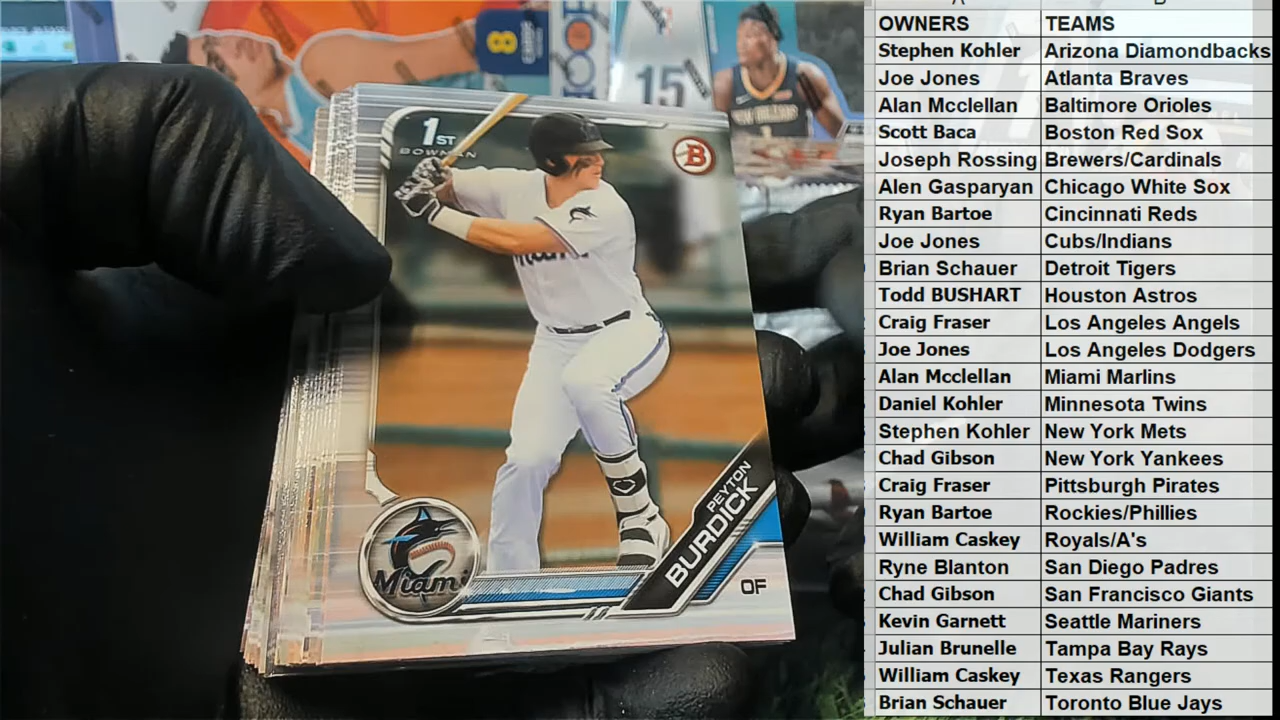 8
15
NEW ORLEANS
1
1ST
BOWMAN
B
Miami
Miami
PEYTON
BURDICK
OF
OWNERS TEAMS
Stephen Kohler Arizona Diamondbacks
Joe Jones Atlanta Braves
Alan Mcclellan Baltimore Orioles
Scott Baca Boston Red Sox
Joseph Rossing Brewers/Cardinals
Alen Gasparyan Chicago White Sox
Ryan Bartoe Cincinnati Reds
Joe Jones Cubs/Indians
Brian Schauer Detroit Tigers
Todd BUSHART Houston Astros
Craig Fraser Los Angeles Angels
Joe Jones Los Angeles Dodgers
Alan Mcclellan Miami Marlins
Daniel Kohler Minnesota Twins
Stephen Kohler New York Mets
Chad Gibson New York Yankees
Craig Fraser Pittsburgh Pirates
Ryan Bartoe Rockies/Phillies
William Caskey Royals/A's
Ryne Blanton San Diego Padres
Chad Gibson San Francisco Giants
Kevin Garnett Seattle Mariners
Julian Brunelle Tampa Bay Rays
William Caskey Texas Rangers
Brian Schauer Toronto Blue Jays